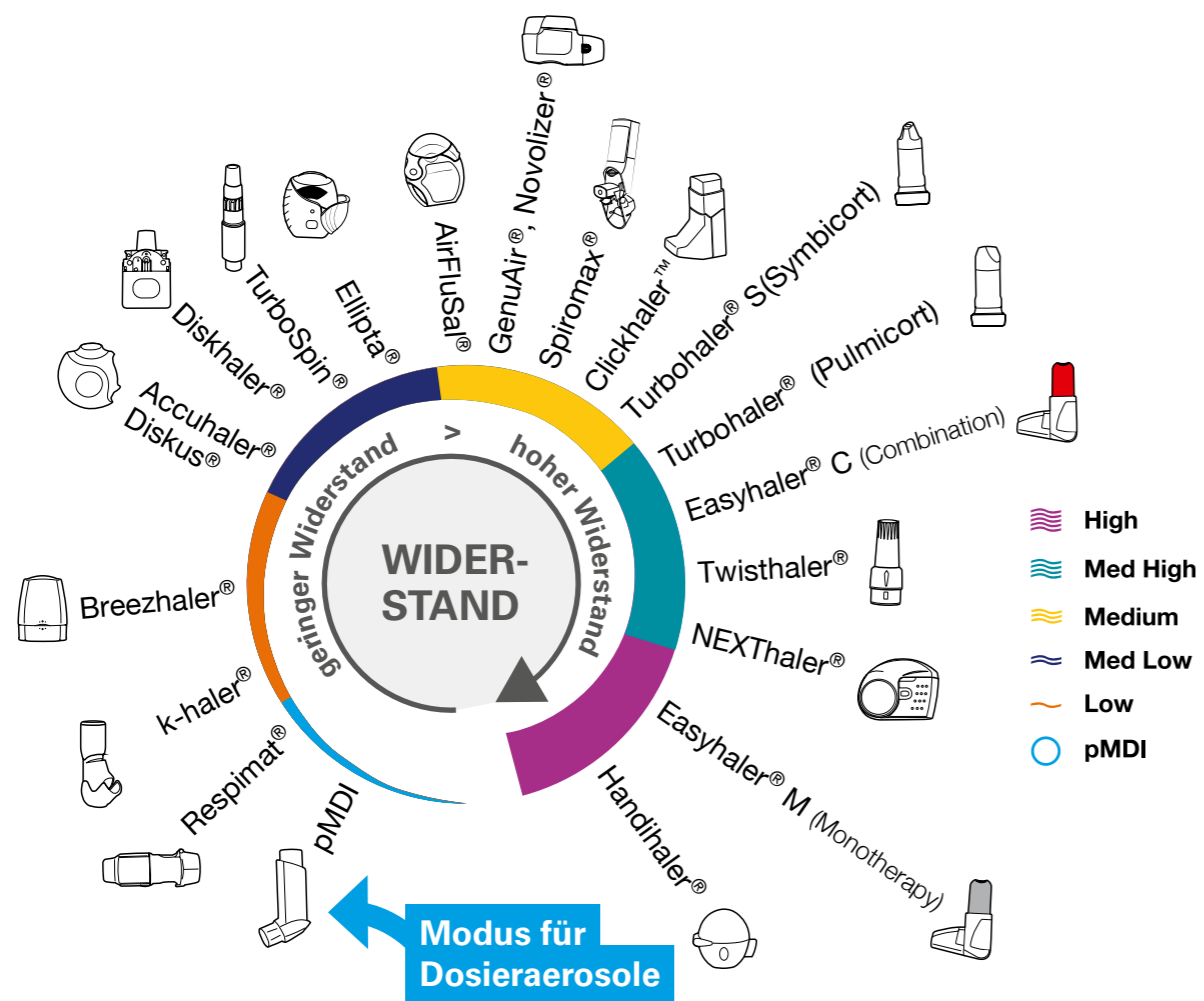 GenuAir®, Novolizer®
AirFluSal®
Spiromax®
Clickhaler™
Turbohaler® S(Symbicort)
Turbohaler® (Pulmicort)
Easyhaler® C (Combination)
Twisthaler®
NEXThaler®
Easyhaler® M (Monotherapy)
Handihaler®
pMDI
Respimat®
k-haler®
Breezhaler®
Accuhaler®
Diskus®
Diskhaler®
TurboSpin®
Ellipta®
geringer Widerstand > hoher Widerstand
WIDER-
STAND
High
Med High
Medium
Med Low
Low
pMDI
Modus für
Dosieraerosole